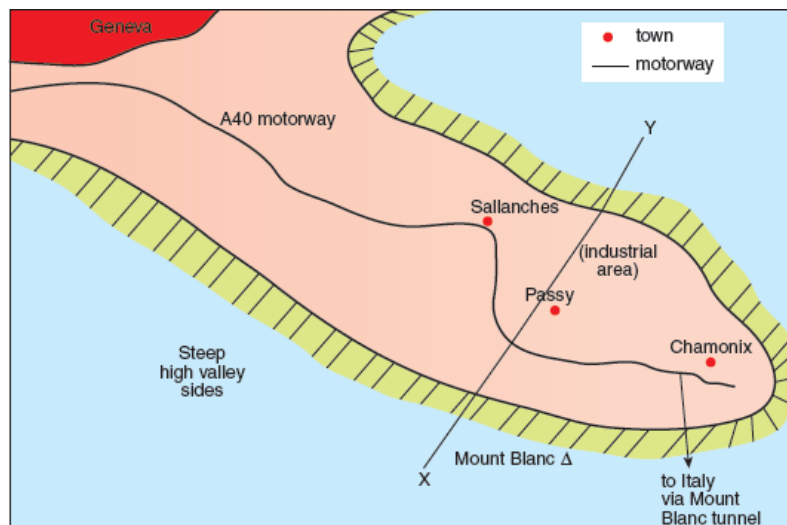 Geneva
town
motorway
A40 motorway
Y
Sallanches
(industrial
area)
Passy
Chamonix
Steep
high valley
sides
X
Mount Blanc Δ
to Italy
via Mount
Blanc tunnel